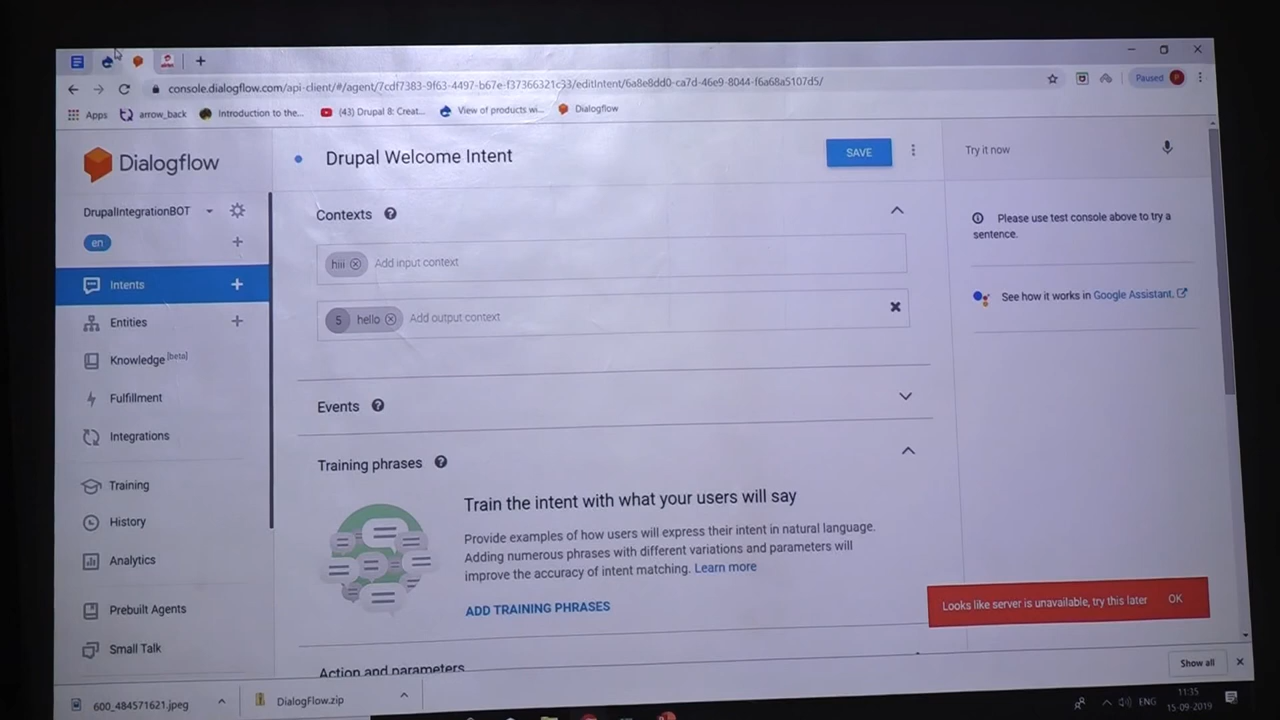 console.dialogflow.com/api-client/#/agent/7cdf7383-9f63-4497-b67e-f37366321c33/editIntent/6a8e8dd0-ca7d-46e9-8044-f6a68a5107d5/
Paused
Apps
arrow_back
Introduction to the...
(43) Drupal 8: Creat...
View of products wi...
Dialogflow
Dialogflow
DrupalIntegrationBOT
en
Intents
Entities
Knowledge [beta]
Fulfillment
Integrations
Training
History
Analytics
Prebuilt Agents
Small Talk
Drupal Welcome Intent
SAVE
Contexts
hiii Add input context
5 hello Add output context
Events
Training phrases
Train the intent with what your users will say
Provide examples of how users will express their intent in natural language.
Adding numerous phrases with different variations and parameters will
improve the accuracy of intent matching. Learn more
ADD TRAINING PHRASES
Action and parameters
Try it now
Please use test console above to try a
sentence.
See how it works in Google Assistant.
Looks like server is unavailable, try this later OK
600_484571621.jpeg
DialogFlow.zip
Show all
ENG
11:35
15-09-2019